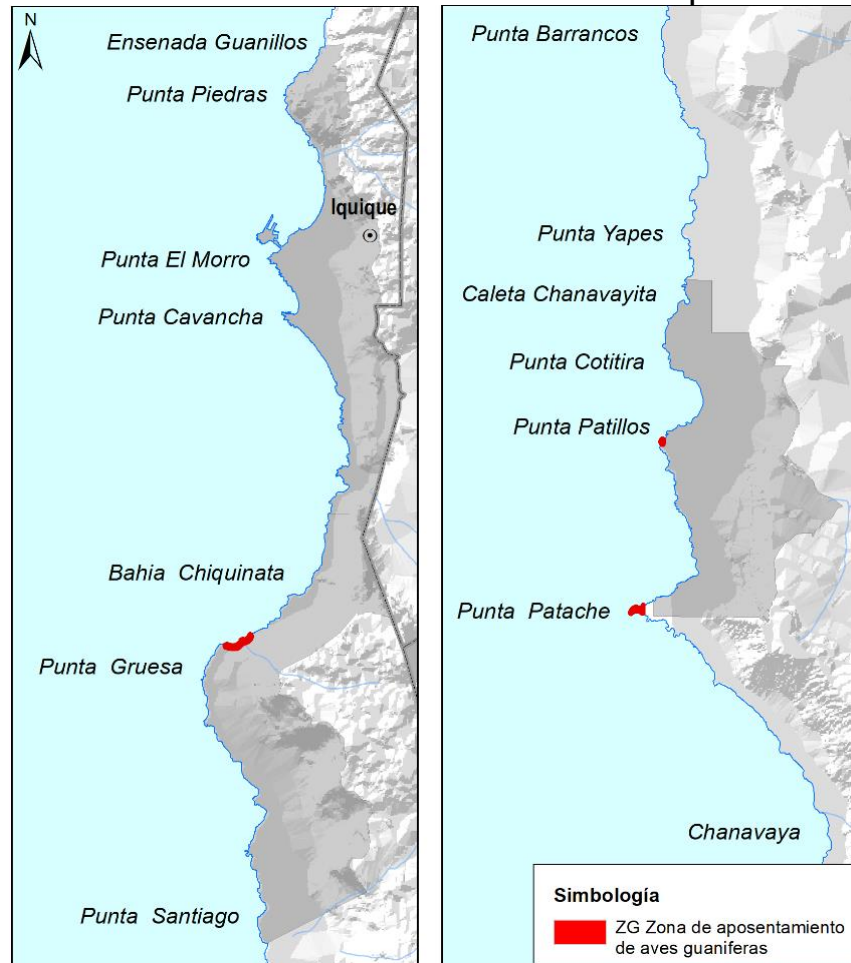 N
Ensenada Guanillos
Punta Piedras
Iquique
Punta El Morro
Punta Cavancha
Bahia Chiquinata
Punta Gruesa
Punta Santiago
Punta Barrancos
Punta Yapes
Caleta Chanavayita
Punta Cotitira
Punta Patillos
Punta Patache
Chanavaya
Simbología
ZG Zona de aposentamiento
de aves guaniferas